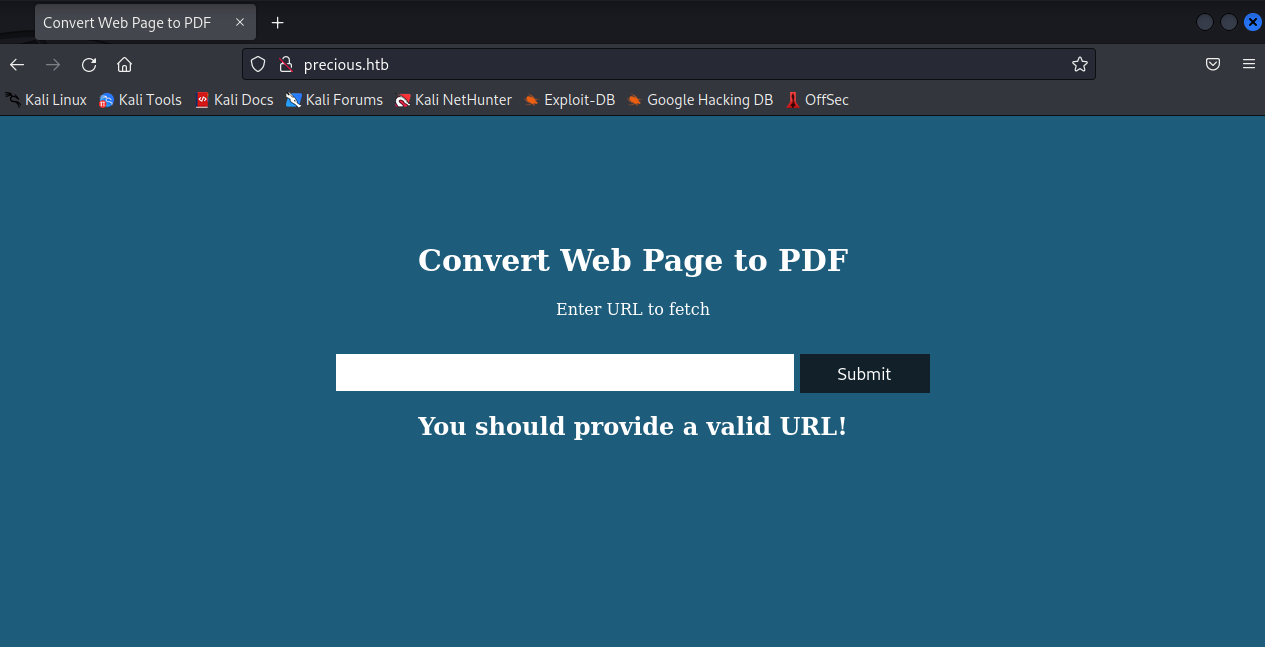 Convert Web Page to PDF
precious.htb
Kali Linux Kali Tools Kali Docs Kali Forums Kali NetHunter Exploit-DB Google Hacking DB OffSec
Convert Web Page to PDF
Enter URL to fetch
Submit
You should provide a valid URL!